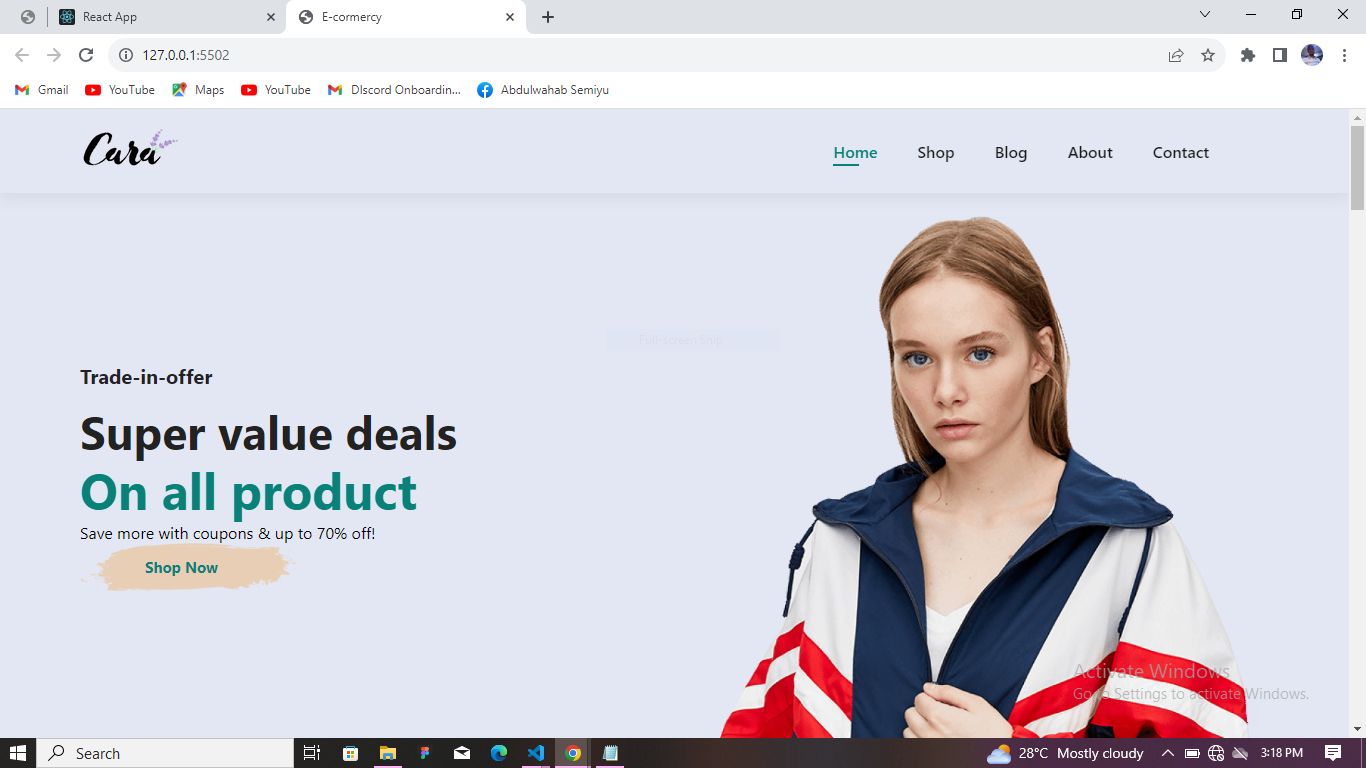 React App
E-cormercy
127.0.0.1:5502
Gmail
YouTube
Maps
YouTube
DIscord Onboardin...
Abdulwahab Semiyu
Cara
Home
Shop
Blog
About
Contact
Full-screen Snip
Trade-in-offer
Super value deals
On all product
Save more with coupons & up to 70% off!
Shop Now
Activate Windows
Go to Settings to activate Windows.
Search
28°C Mostly cloudy
3:18 PM